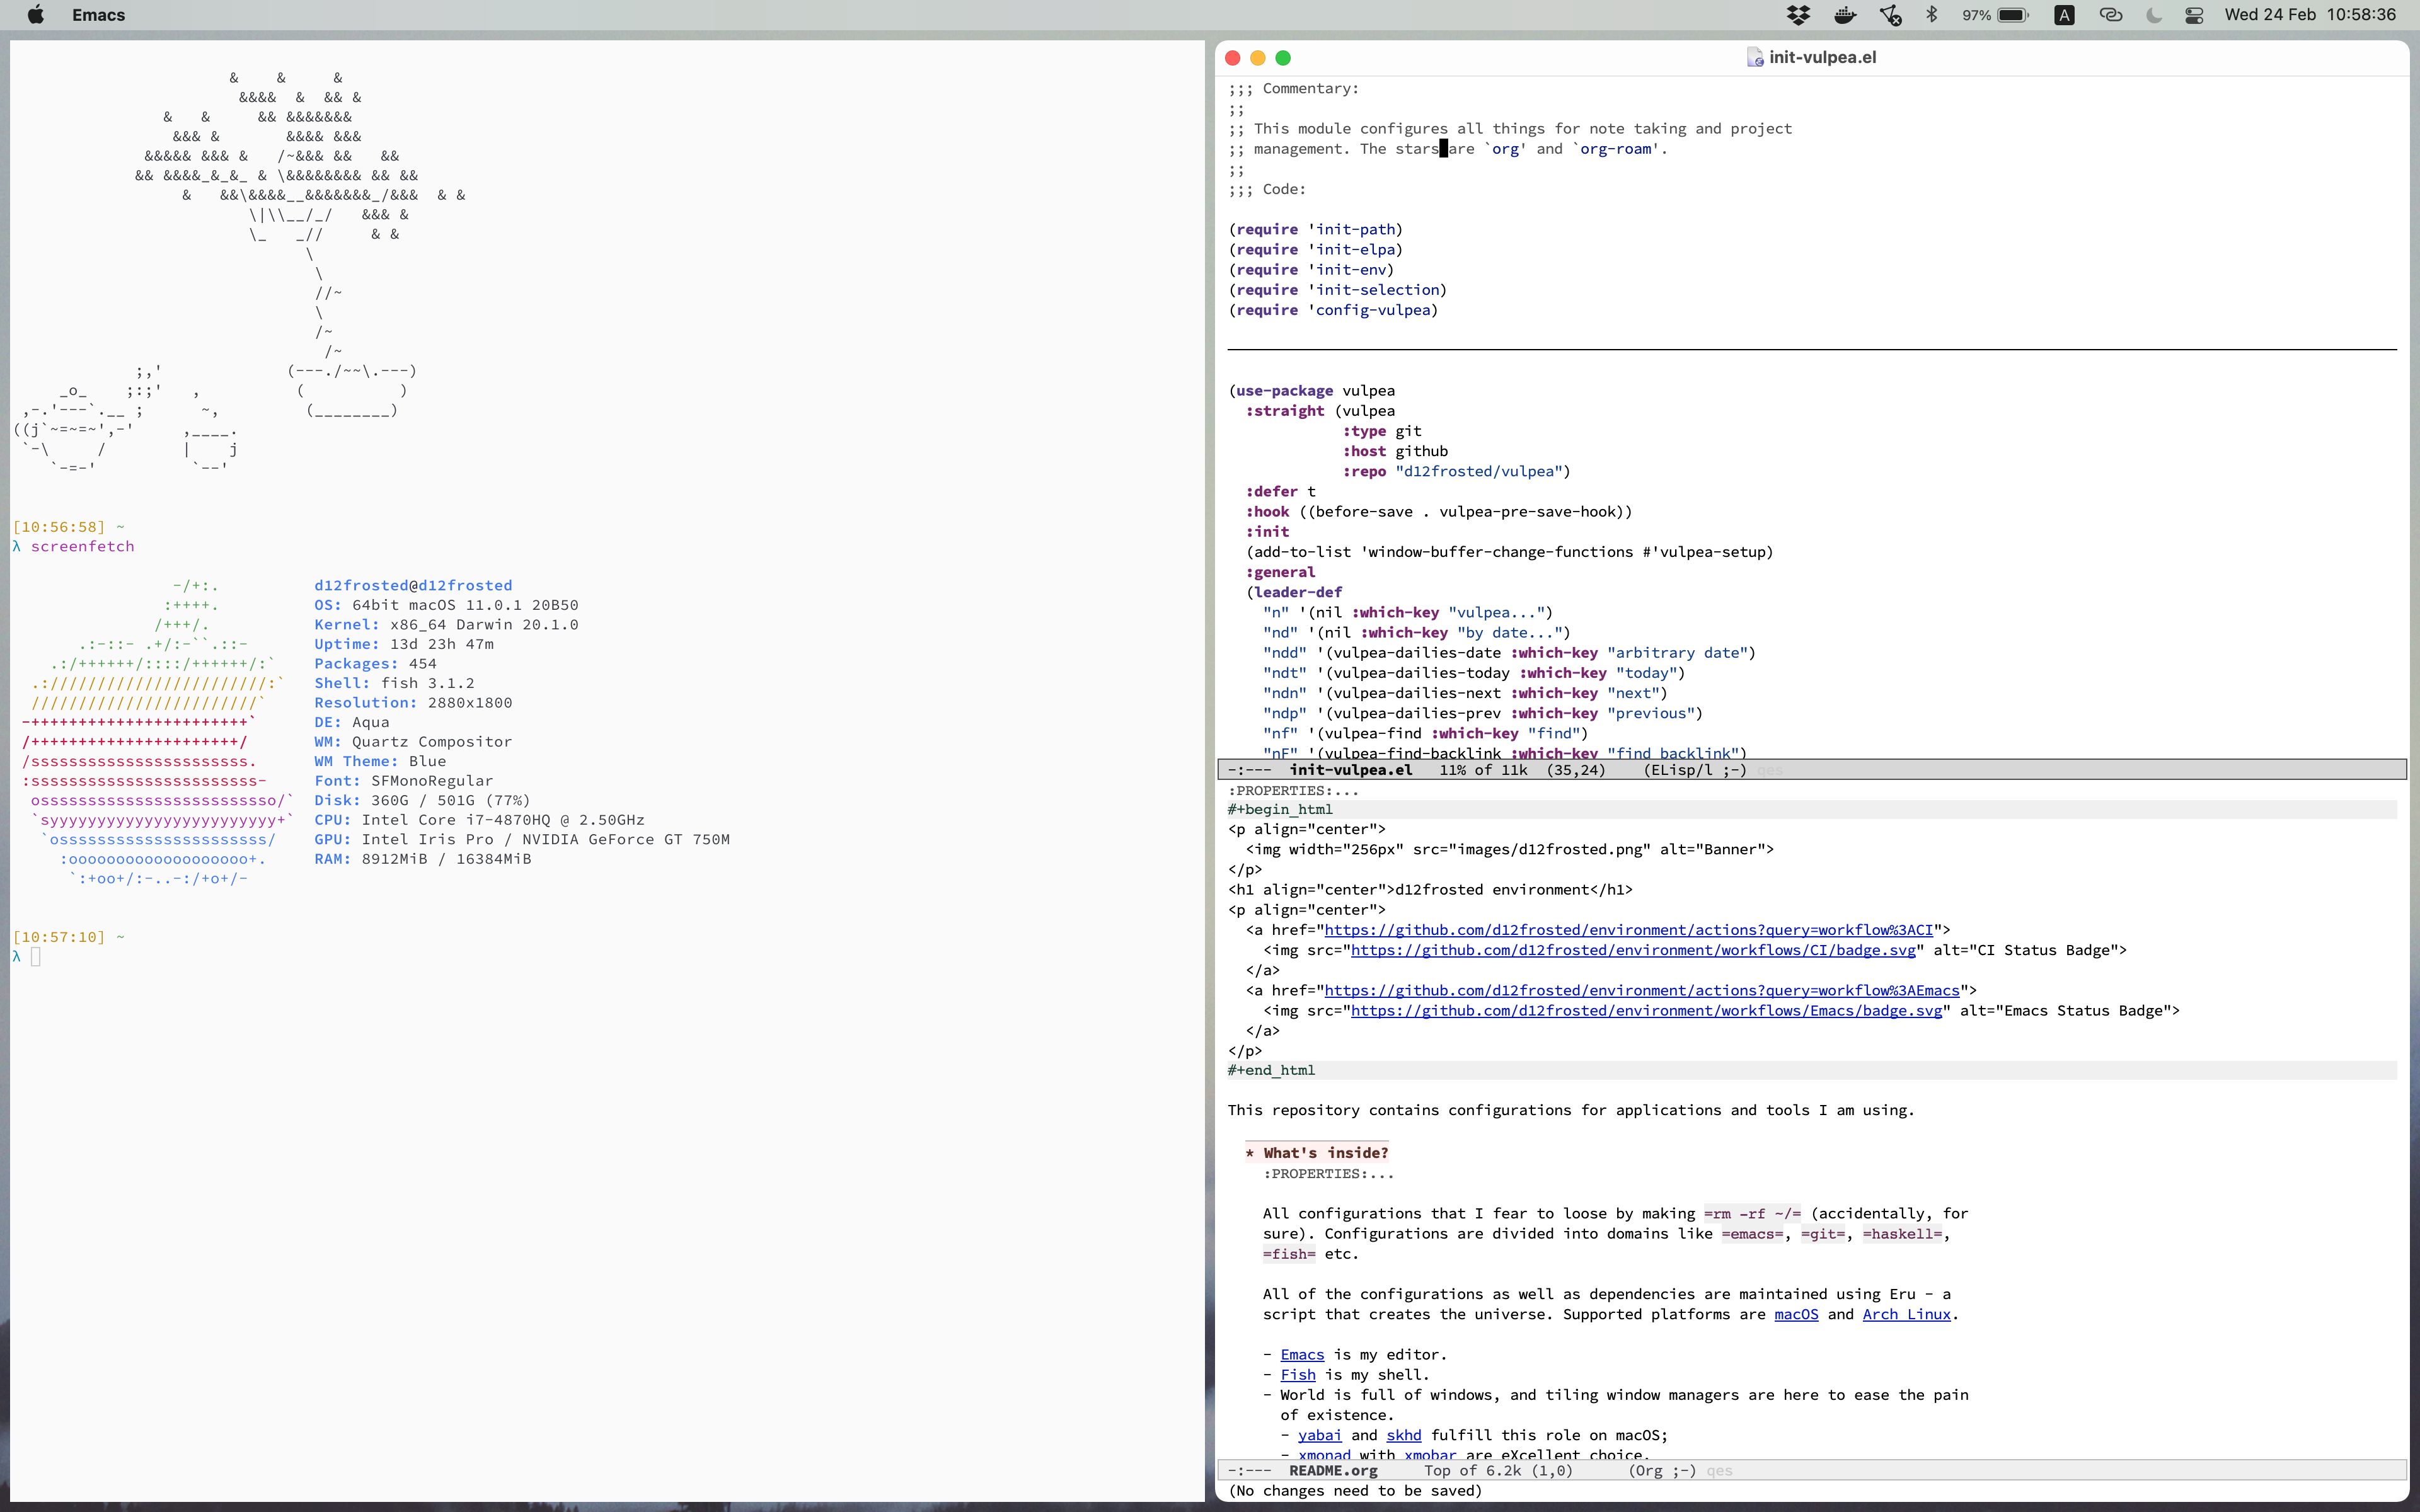 Emacs
97%
A
Wed 24 Feb 10:58:36
                       &    &     &
                        &&&&  &  && &
                &   &     && &&&&&&&
                 &&& &       &&&& &&&
              &&&&& &&& &   /~&&& &&   &&
             && &&&&_&_&_ & \&&&&&&&& && &&
                  &   &&\&&&&__&&&&&&&_/&&&  & &
                         \|\\__/_/   &&& &
                         \_   _//     & &
                               \
                                \
                                //~
                                \
                                /~
                                 /~
             ;,'             (---./~~\.---)
     _o_    ;:;'   ,          (          )
 ,-.'---`.__ ;      ~,         (________)
((j`~=~=~',-'     ,____.
 `-\     /        |    j
    `-=-'          `--'
[10:56:58] ~
λ screenfetch
                 -/+:.          d12frosted@d12frosted
                :++++.          OS: 64bit macOS 11.0.1 20B50
               /+++/.           Kernel: x86_64 Darwin 20.1.0
       .:-::- .+/:-``.::-       Uptime: 13d 23h 47m
    .:/++++++/::::/++++++/:`    Packages: 454
  .:///////////////////////:`   Shell: fish 3.1.2
  ////////////////////////`     Resolution: 2880x1800
 -+++++++++++++++++++++++`      DE: Aqua
 /++++++++++++++++++++++/       WM: Quartz Compositor
 /sssssssssssssssssssssss.      WM Theme: Blue
 :ssssssssssssssssssssssss-     Font: SFMonoRegular
  osssssssssssssssssssssssso/`  Disk: 360G / 501G (77%)
  `syyyyyyyyyyyyyyyyyyyyyyyy+`  CPU: Intel Core i7-4870HQ @ 2.50GHz
   `ossssssssssssssssssssss/    GPU: Intel Iris Pro / NVIDIA GeForce GT 750M
     :ooooooooooooooooooo+.     RAM: 8912MiB / 16384MiB
      `:+oo+/:-..-:/+o+/-
[10:57:10] ~
λ
init-vulpea.el
;;; Commentary:
;;
;; This module configures all things for note taking and project
;; management. The stars are `org' and `org-roam'.
;;
;;; Code:
(require 'init-path)
(require 'init-elpa)
(require 'init-env)
(require 'init-selection)
(require 'config-vulpea)
(use-package vulpea
  :straight (vulpea
             :type git
             :host github
             :repo "d12frosted/vulpea")
  :defer t
  :hook ((before-save . vulpea-pre-save-hook))
  :init
  (add-to-list 'window-buffer-change-functions #'vulpea-setup)
  :general
  (leader-def
    "n" '(nil :which-key "vulpea...")
    "nd" '(nil :which-key "by date...")
    "ndd" '(vulpea-dailies-date :which-key "arbitrary date")
    "ndt" '(vulpea-dailies-today :which-key "today")
    "ndn" '(vulpea-dailies-next :which-key "next")
    "ndp" '(vulpea-dailies-prev :which-key "previous")
    "nf" '(vulpea-find :which-key "find")
    "nF" '(vulpea-find-backlink :which-key "find backlink")
-:---  init-vulpea.el   11% of 11k  (35,24)    (ELisp/l ;-) qes
:PROPERTIES:...
#+begin_html
<p align="center">
  <img width="256px" src="images/d12frosted.png" alt="Banner">
</p>
<h1 align="center">d12frosted environment</h1>
<p align="center">
  <a href="https://github.com/d12frosted/environment/actions?query=workflow%3ACI">
    <img src="https://github.com/d12frosted/environment/workflows/CI/badge.svg" alt="CI Status Badge">
  </a>
  <a href="https://github.com/d12frosted/environment/actions?query=workflow%3AEmacs">
    <img src="https://github.com/d12frosted/environment/workflows/Emacs/badge.svg" alt="Emacs Status Badge">
  </a>
</p>
#+end_html
This repository contains configurations for applications and tools I am using.
* What's inside?
:PROPERTIES:...
All configurations that I fear to loose by making =rm -rf ~/= (accidentally, for
sure). Configurations are divided into domains like =emacs=, =git=, =haskell=,
=fish= etc.
All of the configurations as well as dependencies are maintained using Eru - a
script that creates the universe. Supported platforms are macOS and Arch Linux.
- Emacs is my editor.
- Fish is my shell.
- World is full of windows, and tiling window managers are here to ease the pain
  of existence.
  - yabai and skhd fulfill this role on macOS;
  - xmonad with xmobar are eXcellent choice.
-:---  README.org     Top of 6.2k (1,0)      (Org ;-) qes
(No changes need to be saved)